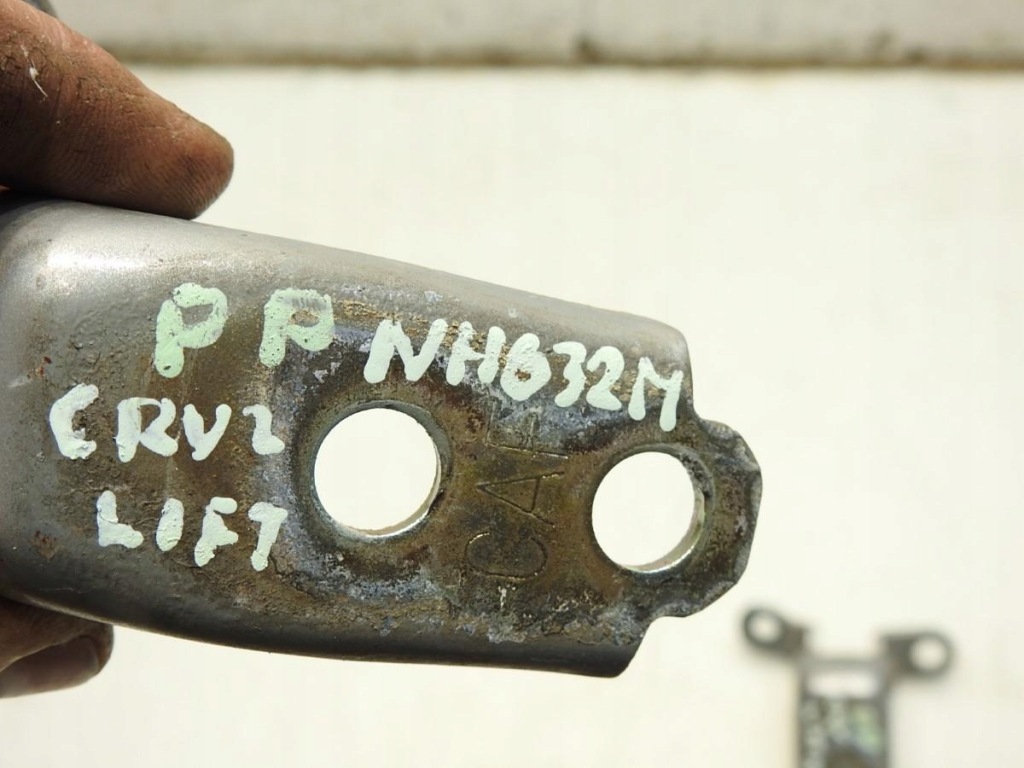 PP NH632M
CRV2
LIFT
CAF